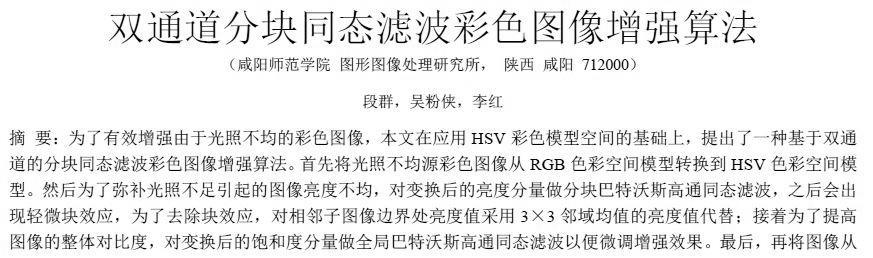 双通道分块同态滤波彩色图像增强算法
（咸阳师范学院 图形图像处理研究所， 陕西 咸阳 712000）
段群，吴粉侠，李红
摘 要：为了有效增强由于光照不均的彩色图像，本文在应用 HSV 彩色模型空间的基础上，提出了一种基于双通
道的分块同态滤波彩色图像增强算法。首先将光照不均源彩色图像从 RGB 色彩空间模型转换到 HSV 色彩空间模
型。然后为了弥补光照不足引起的图像亮度不均，对变换后的亮度分量做分块巴特沃斯高通同态滤波，之后会出
现轻微块效应，为了去除块效应，对相邻子图像边界处亮度值采用 3×3 邻域均值的亮度值代替；接着为了提高
图像的整体对比度，对变换后的饱和度分量做全局巴特沃斯高通同态滤波以便微调增强效果。最后，再将图像从